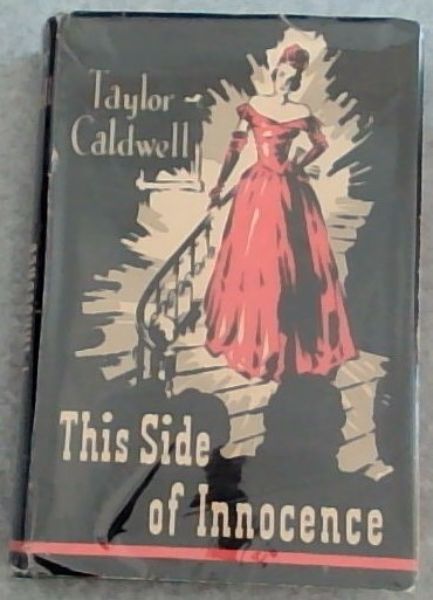 Taylor
Caldwell
This Side
of Innocence